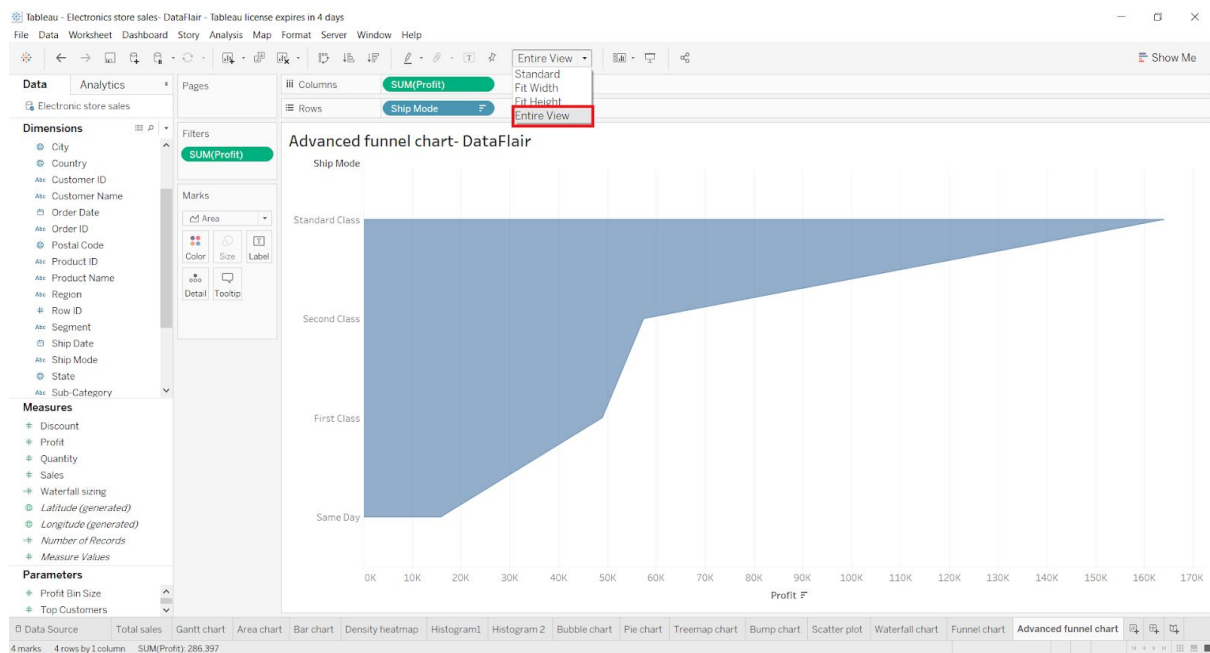 Tableau - Electronics store sales- DataFlair - Tableau license expires in 4 days
File Data Worksheet Dashboard Story Analysis Map Format Server Window Help
Entire View
Show Me
Standard
Fit Width
Fit Height
Entire View
Data Analytics
Electronic store sales
Dimensions
City
Country
Abc Customer ID
Abc Customer Name
Order Date
Abc Order ID
Postal Code
Abc Product ID
Abc Product Name
Abc Region
# Row ID
Abc Segment
Ship Date
Abc Ship Mode
State
Abc Sub-Category
Measures
# Discount
# Profit
# Quantity
# Sales
=# Waterfall sizing
Latitude (generated)
Longitude (generated)
=# Number of Records
# Measure Values
Parameters
# Profit Bin Size
# Top Customers
Pages
Filters
SUM(Profit)
Marks
Area
Color Size Label
Detail Tooltip
Columns SUM(Profit)
Rows Ship Mode
Advanced funnel chart- DataFlair
Ship Mode
Standard Class
Second Class
First Class
Same Day
0K 10K 20K 30K 40K 50K 60K 70K 80K 90K 100K 110K 120K 130K 140K 150K 160K 170K
Profit
Data Source Total sales Gantt chart Area chart Bar chart Density heatmap Histogram1 Histogram 2 Bubble chart Pie chart Treemap chart Bump chart Scatter plot Waterfall chart Funnel chart Advanced funnel chart
4 marks 4 rows by 1 column SUM(Profit): 286,397